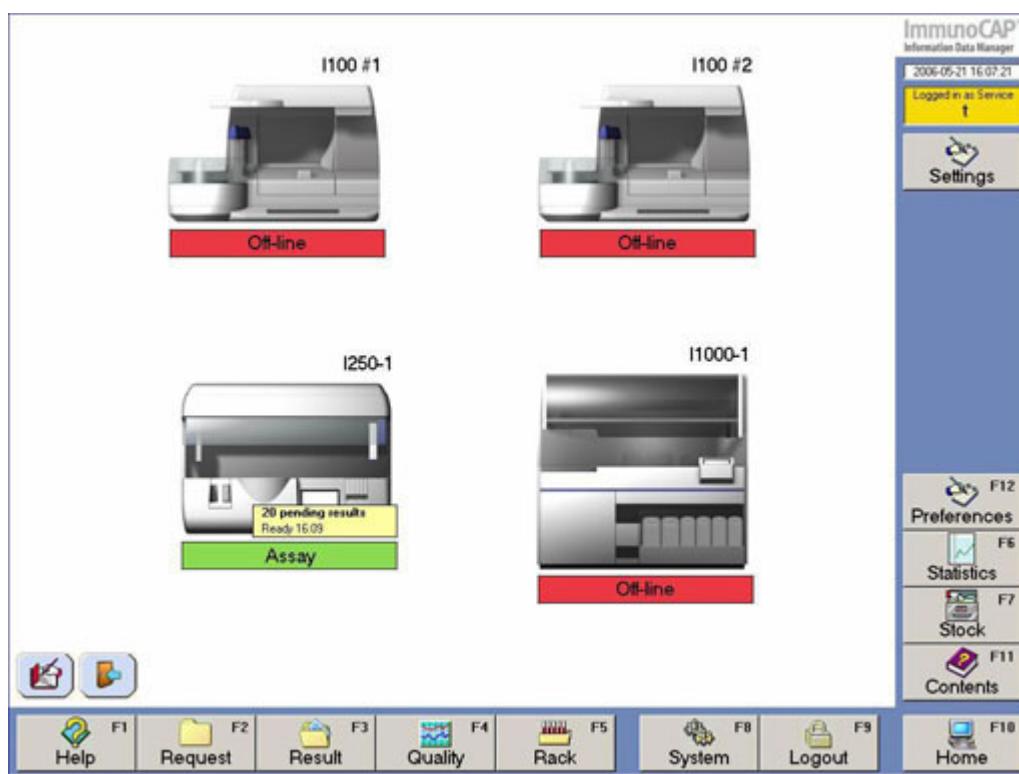 ImmunoCAP
Information Data Manager
2006-05-21 16:07:21
Logged in as Service
t
Settings
I100 #1
Off-line
I100 #2
Off-line
I250-1
20 pending results
Ready 16.09
Assay
I1000-1
Off-line
F12
Preferences
F6
Statistics
F7
Stock
F11
Contents
F1
Help
F2
Request
F3
Result
F4
Quality
F5
Rack
F8
System
F9
Logout
F10
Home